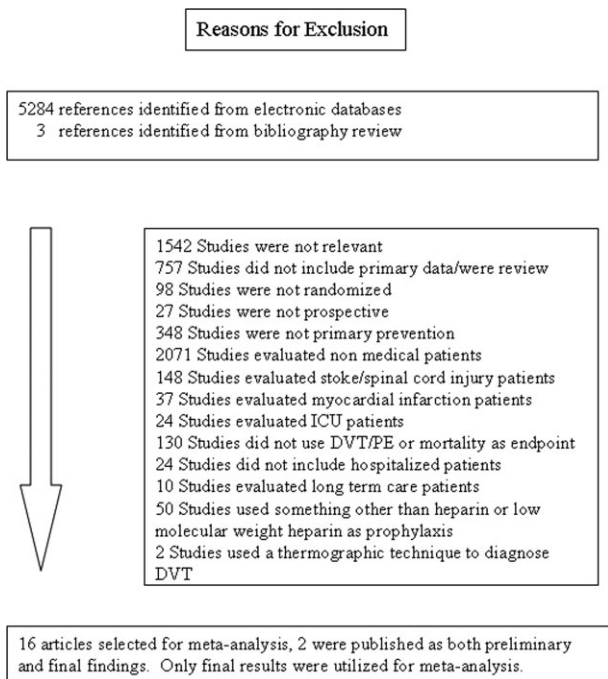 Reasons for Exclusion
5284 references identified from electronic databases
3 references identified from bibliography review
1542 Studies were not relevant
757 Studies did not include primary data/were review
98 Studies were not randomized
27 Studies were not prospective
348 Studies were not primary prevention
2071 Studies evaluated non medical patients
148 Studies evaluated stoke/spinal cord injury patients
37 Studies evaluated myocardial infarction patients
24 Studies evaluated ICU patients
130 Studies did not use DVT/PE or mortality as endpoint
24 Studies did not include hospitalized patients
10 Studies evaluated long term care patients
50 Studies used something other than heparin or low
molecular weight heparin as prophylaxis
2 Studies used a thermographic technique to diagnose
DVT
16 articles selected for meta-analysis, 2 were published as both preliminary
and final findings. Only final results were utilized for meta-analysis.